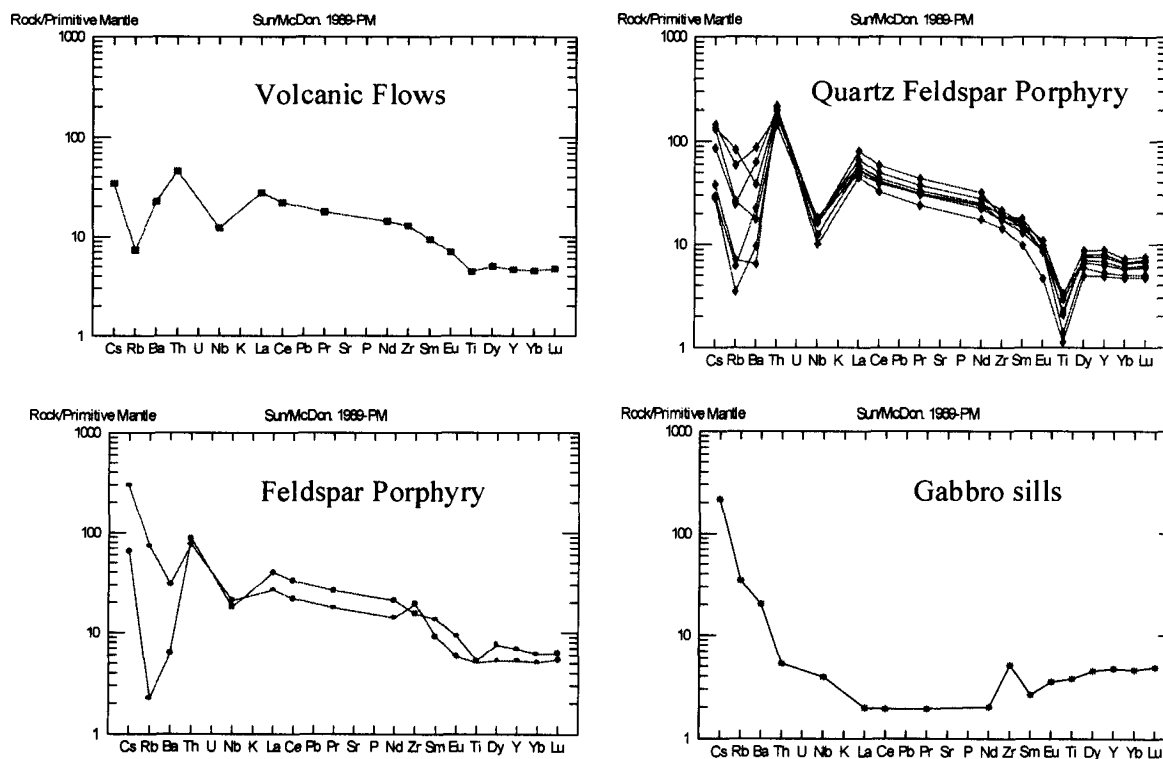 Rock/Primitive Mantle Sun/McDon. 1989-PM
1000
Volcanic Flows
100
10
1
Cs Rb Ba Th U Nb K La Ce Pb Pr Sr P Nd Zr Sm Eu Ti Dy Y Yb Lu
Rock/Primitive Mantle Sun/McDon. 1989-PM
1000
Quartz Feldspar Porphyry
100
10
1
Cs Rb Ba Th U Nb K La Ce Pb Pr Sr P Nd Zr Sm Eu Ti Dy Y Yb Lu
Rock/Primitive Mantle Sun/McDon. 1989-PM
1000
Feldspar Porphyry
100
10
1
Cs Rb Ba Th U Nb K La Ce Pb Pr Sr P Nd Zr Sm Eu Ti Dy Y Yb Lu
Rock/Primitive Mantle Sun/McDon. 1989-PM
1000
Gabbro sills
100
10
1
Cs Rb Ba Th U Nb K La Ce Pb Pr Sr P Nd Zr Sm Eu Ti Dy Y Yb Lu